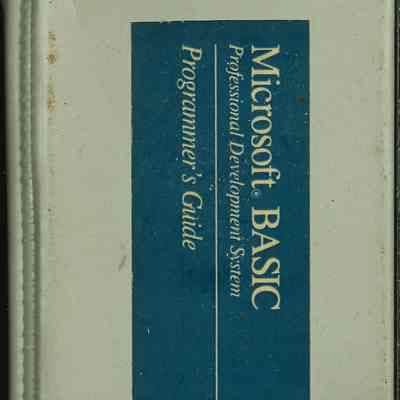 Microsoft® BASIC
Professional Development System
Programmer's Guide